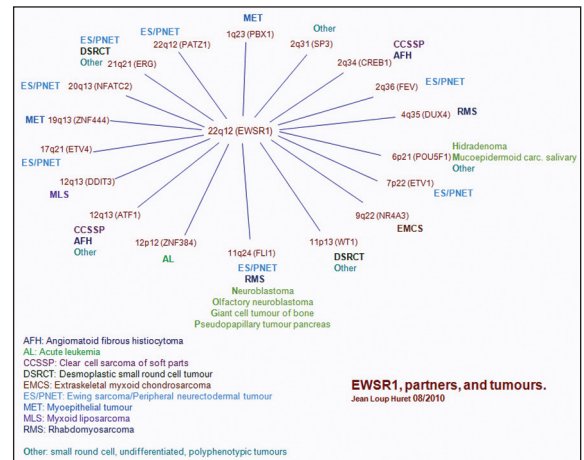 MET
1q23 (PBX1)
Other
2q31 (SP3)
CCSSP
AFH
2q34 (CREB1)
ES/PNET
2q36 (FEV)
4q35 (DUX4)
RMS
6p21 (POU5F1)
Hidradenoma
Mucoepidermoid carc. salivary
Other
7p22 (ETV1)
ES/PNET
9q22 (NR4A3)
EMCS
11p13 (WT1)
DSRCT
Other
11q24 (FLI1)
ES/PNET
RMS
Neuroblastoma
Olfactory neuroblastoma
Giant cell tumour of bone
Pseudopapillary tumour pancreas
12p12 (ZNF384)
AL
12q13 (ATF1)
CCSSP
AFH
Other
12q13 (DDIT3)
MLS
17q21 (ETV4)
ES/PNET
MET 19q13 (ZNF444)
ES/PNET 20q13 (NFATC2)
ES/PNET
DSRCT
Other
21q21 (ERG)
ES/PNET
22q12 (PATZ1)
22q12 (EWSR1)
AFH: Angiomatoid fibrous histiocytoma
AL: Acute leukemia
CCSSP: Clear cell sarcoma of soft parts
DSRCT: Desmoplastic small round cell tumour
EMCS: Extraskeletal myxoid chondrosarcoma
ES/PNET: Ewing sarcoma/Peripheral neurectodermal tumour
MET: Myoepithelial tumour
MLS: Myxoid liposarcoma
RMS: Rhabdomyosarcoma
Other: small round cell, undifferentiated, polyphenotypic tumours
EWSR1, partners, and tumours.
Jean Loup Huret 08/2010